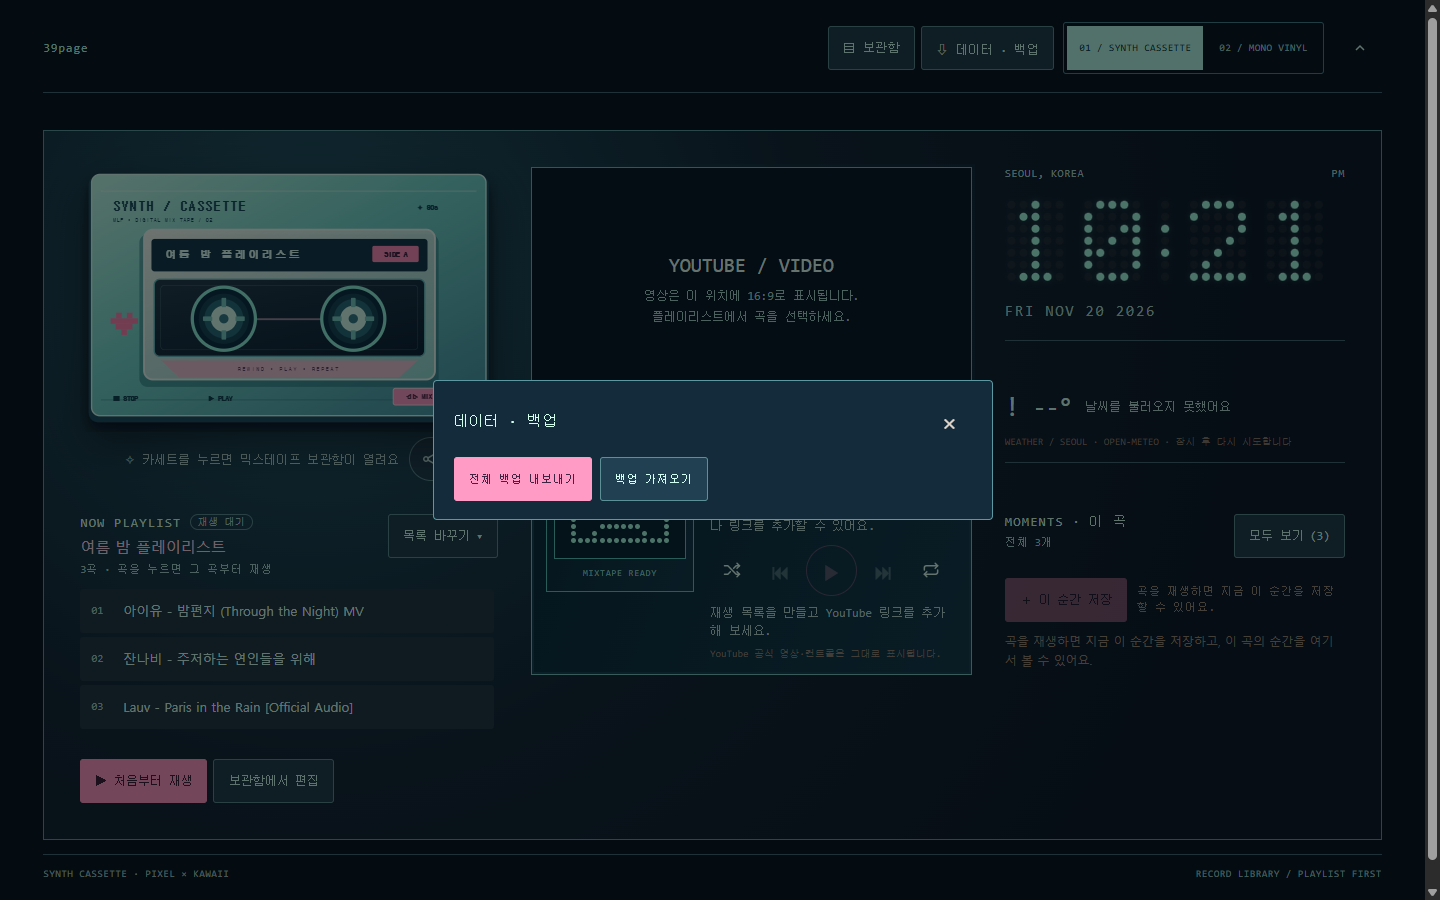 39page
보관함
데이터 · 백업
01 / SYNTH CASSETTE
02 / MONO VINYL
SYNTH / CASSETTE
여름 밤 플레이리스트
SIDE A
REWIND • PLAY • REPEAT
STOP
PLAY
카세트를 누르면 믹스테이프 보관함이 열려요
NOW PLAYLIST
재생 대기
여름 밤 플레이리스트
3곡 · 곡을 누르면 그 곡부터 재생
목록 바꾸기 ▾
01 아이유 - 밤편지 (Through the Night) MV
02 잔나비 - 주저하는 연인들을 위해
03 Lauv - Paris in the Rain [Official Audio]
▶ 처음부터 재생
보관함에서 편집
YOUTUBE / VIDEO
영상은 이 위치에 16:9로 표시됩니다.
플레이리스트에서 곡을 선택하세요.
데이터 · 백업
×
전체 백업 내보내기
백업 가져오기
나 링크를 추가할 수 있어요.
MIXTAPE READY
재생 목록을 만들고 YouTube 링크를 추가
해 보세요.
YouTube 공식 영상·컨트롤은 그대로 표시됩니다.
SEOUL, KOREA
PM
10:21
FRI NOV 20 2026
! --° 날씨를 불러오지 못했어요
WEATHER / SEOUL · OPEN-METEO · 잠시 후 다시 시도합니다
MOMENTS · 이 곡
전체 3개
모두 보기 (3)
+ 이 순간 저장
곡을 재생하면 지금 이 순간을 저장
할 수 있어요.
곡을 재생하면 지금 이 순간을 저장하고, 이 곡의 순간을 여기
서 볼 수 있어요.
SYNTH CASSETTE · PIXEL × KAWAII
RECORD LIBRARY / PLAYLIST FIRST